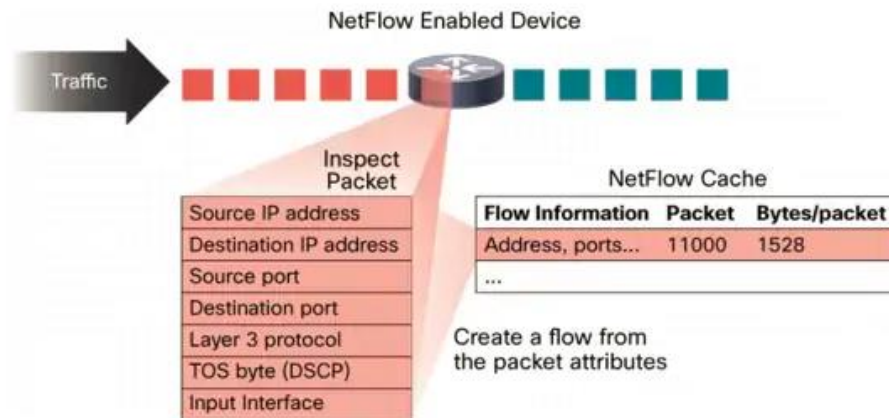 NetFlow Enabled Device
Traffic
Inspect
Packet
Source IP address
Destination IP address
Source port
Destination port
Layer 3 protocol
TOS byte (DSCP)
Input Interface
NetFlow Cache
Flow Information Packet Bytes/packet
Address, ports... 11000 1528
...
Create a flow from
the packet attributes